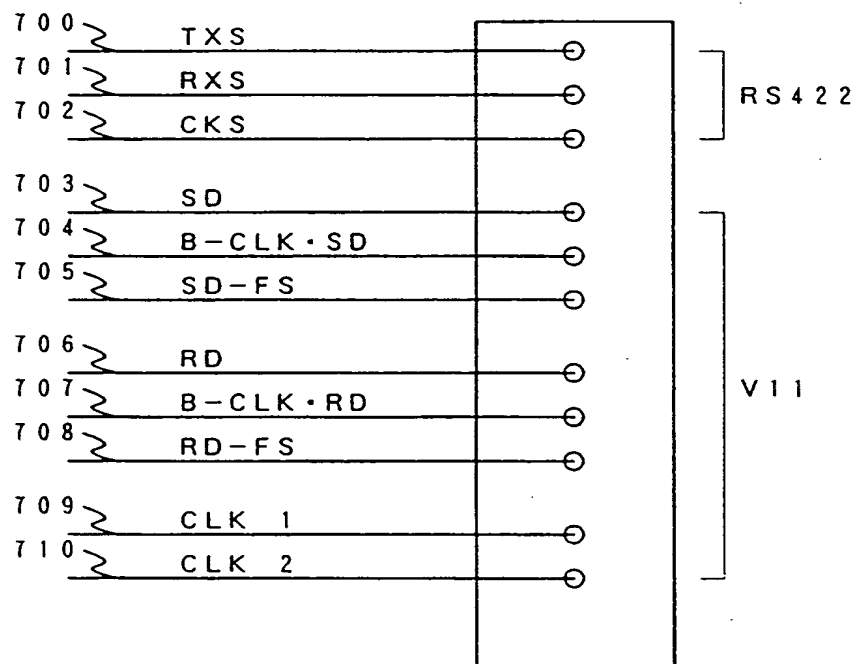 700
TXS
701
RXS
RS422
702
CKS
703
SD
704
B-CLK・SD
705
SD-FS
706
RD
707
B-CLK・RD
V11
708
RD-FS
709
CLK 1
710
CLK 2